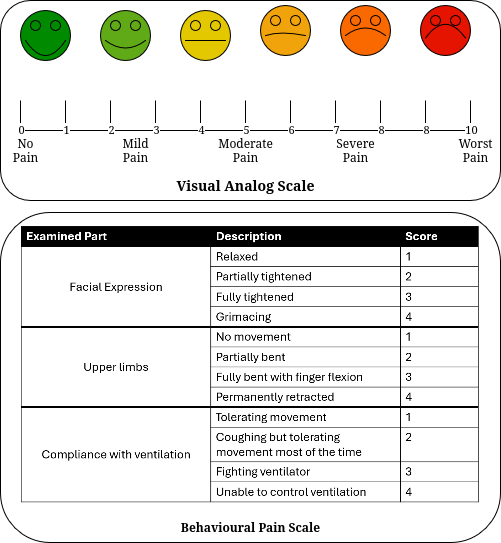 0 1 2 3 4 5 6 7 8 8 10
No Pain Mild Pain Moderate Pain Severe Pain Worst Pain
Visual Analog Scale
Examined Part Description Score
Facial Expression
Relaxed 1
Partially tightened 2
Fully tightened 3
Grimacing 4
Upper limbs
No movement 1
Partially bent 2
Fully bent with finger flexion 3
Permanently retracted 4
Compliance with ventilation
Tolerating movement 1
Coughing but tolerating 2
movement most of the time
Fighting ventilator 3
Unable to control ventilation 4
Behavioural Pain Scale